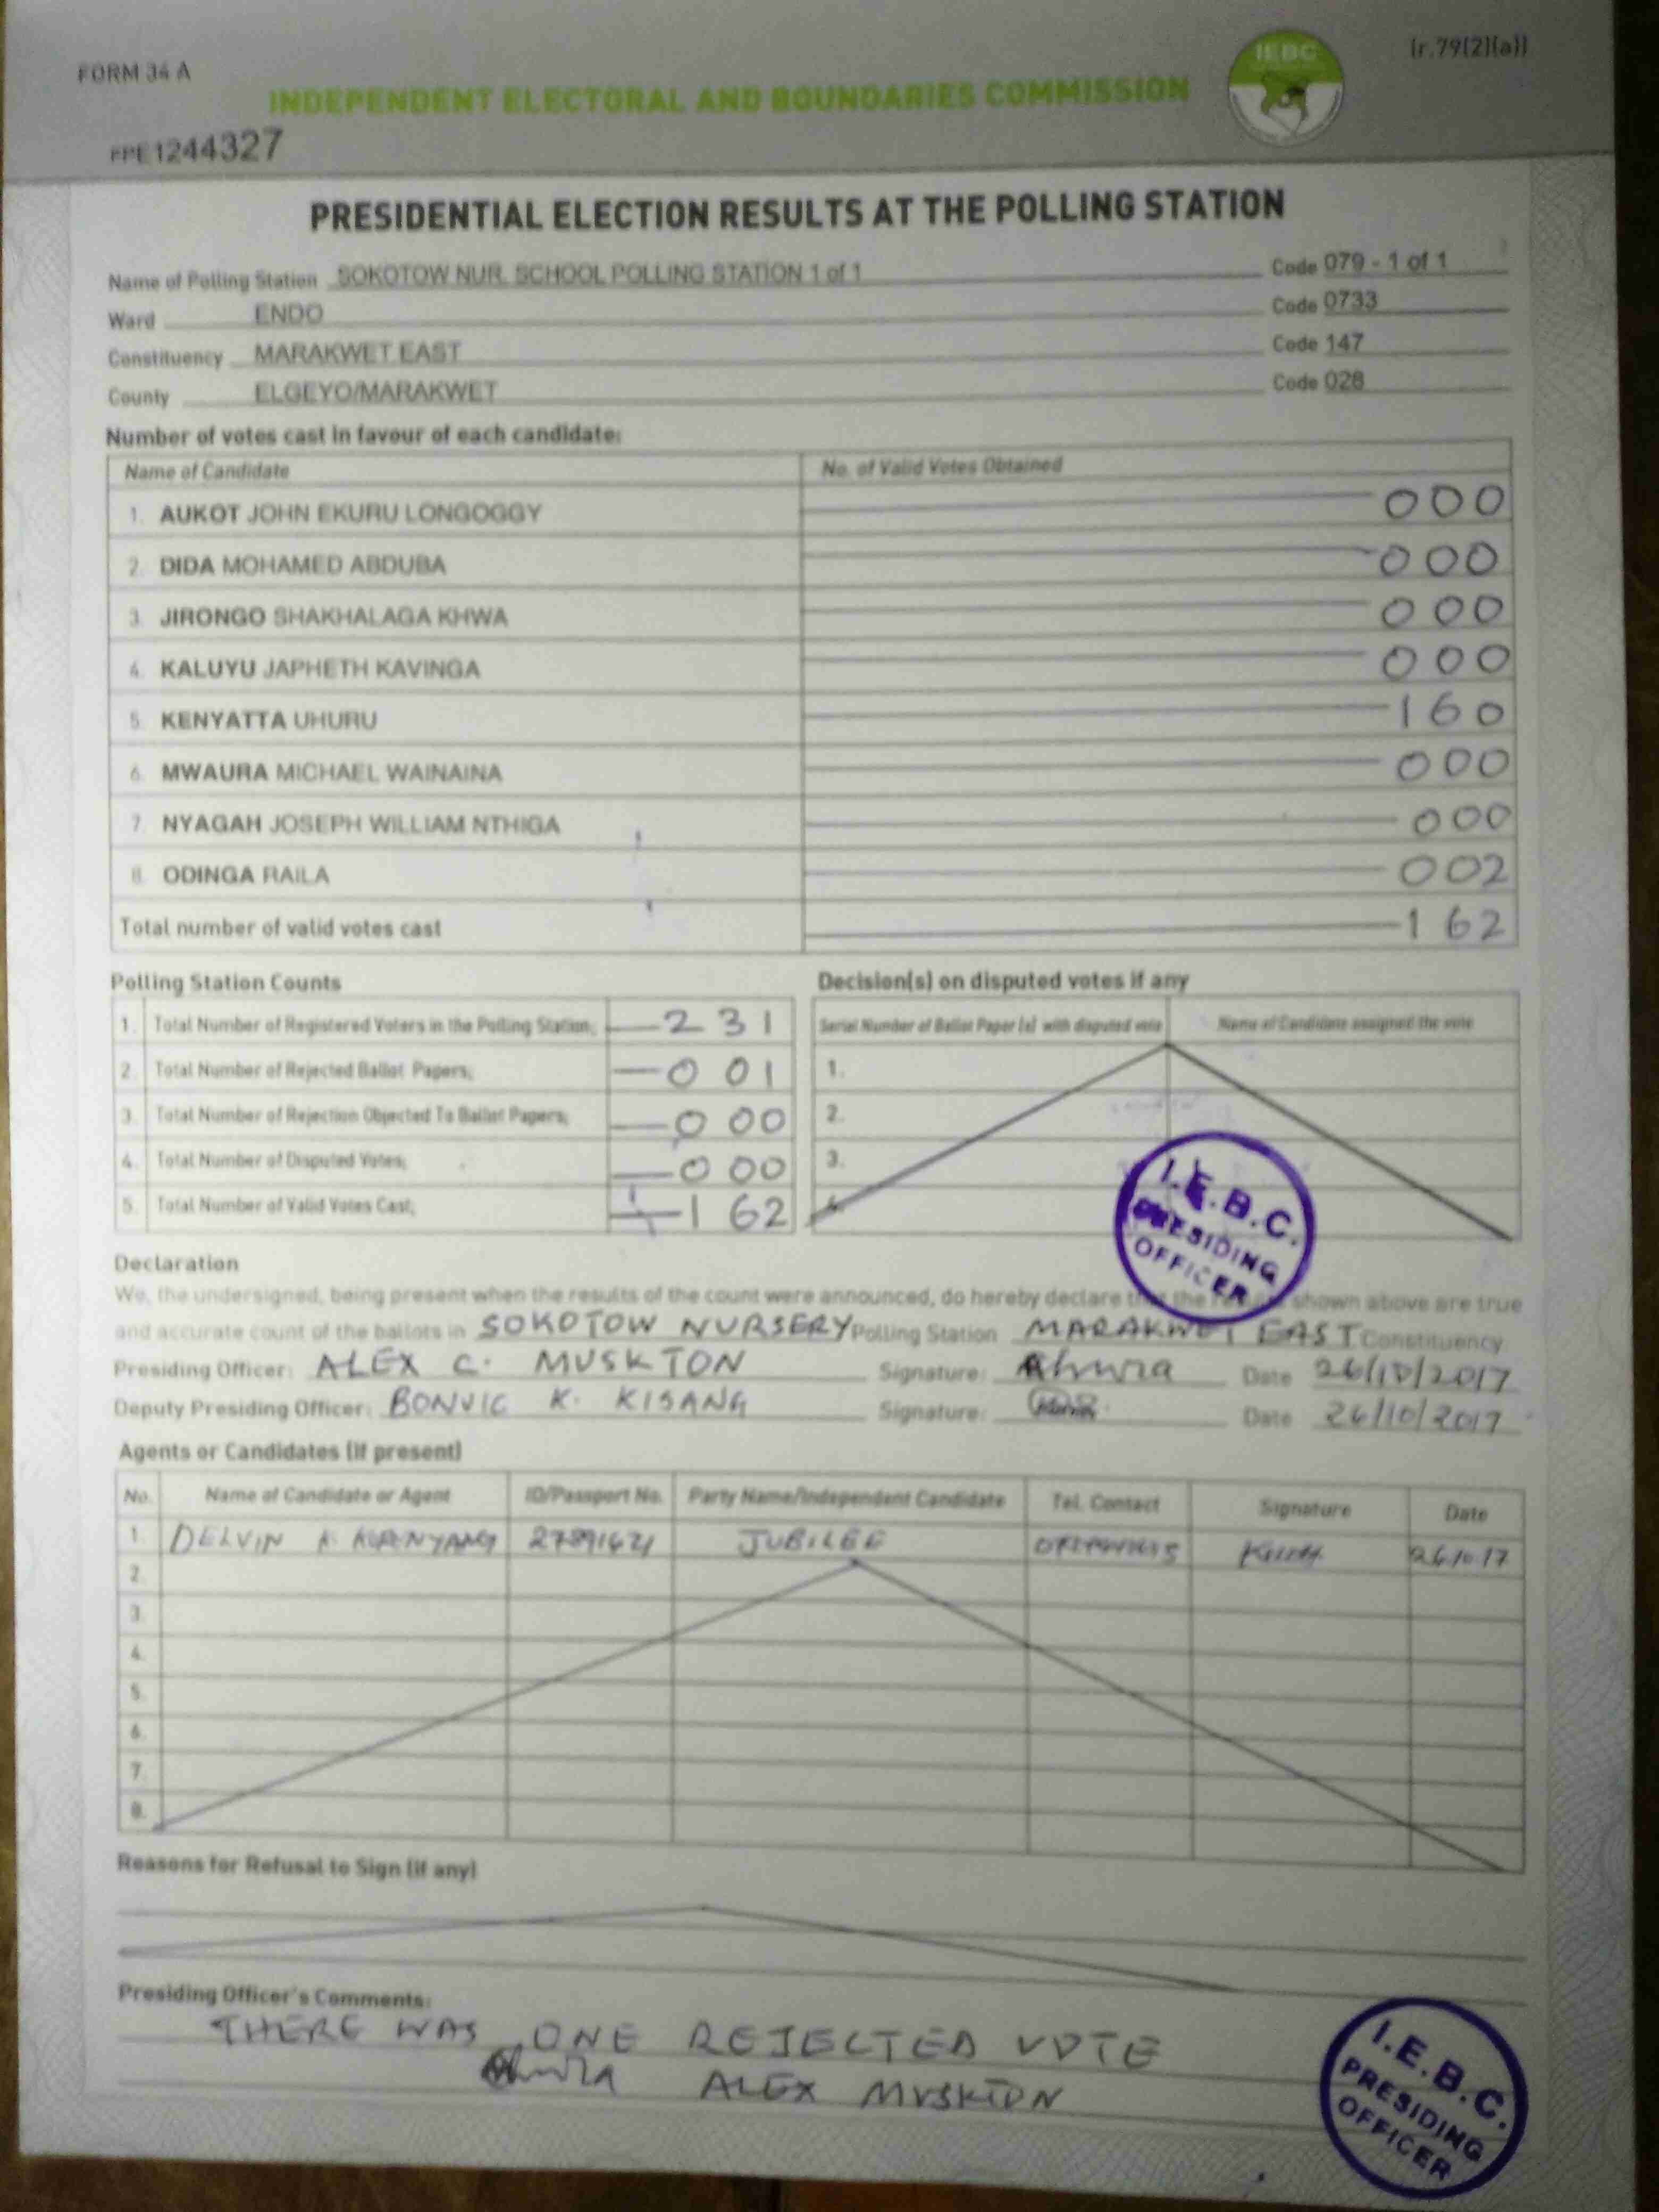 FORM 34 A
(r.79(2)(a))
IEBC
INDEPENDENT ELECTORAL AND BOUNDARIES COMMISSION
FPE1244327
PRESIDENTIAL ELECTION RESULTS AT THE POLLING STATION
Name of Polling Station SOKOTOW NUR. SCHOOL POLLING STATION 1 of 1 Code 079 - 1 of 1
Ward ENDO Code 0733
Constituency MARAKWET EAST Code 147
County ELGEYO/MARAKWET Code 028
Number of votes cast in favour of each candidate:
Name of Candidate No. of Valid Votes Obtained
1. AUKOT JOHN EKURU LONGOGGY 000
2. DIDA MOHAMED ABDUBA 000
3. JIRONGO SHAKHALAGA KHWA 000
4. KALUYU JAPHETH KAVINGA 000
5. KENYATTA UHURU 160
6. MWAURA MICHAEL WAINAINA 000
7. NYAGAH JOSEPH WILLIAM NTHIGA 000
8. ODINGA RAILA 002
Total number of valid votes cast 162
Polling Station Counts
1. Total Number of Registered Voters in the Polling Station; 231
2. Total Number of Rejected Ballot Papers; 001
3. Total Number of Rejection Objected To Ballot Papers; 000
4. Total Number of Disputed Votes; 000
5. Total Number of Valid Votes Cast; 162
Decision(s) on disputed votes if any
Serial Number of Ballot Paper (s) with disputed vote Name of Candidate assigned the vote
1.
2.
3.
4.
I.E.B.C.
PRESIDING
OFFICER
Declaration
We, the undersigned, being present when the results of the count were announced, do hereby declare that the results shown above are true
and accurate count of the ballots in SOKOTOW NURSERY Polling Station MARAKWET EAST Constituency
Presiding Officer: ALEX C. MUSKTON Signature: Date 26/10/2017
Deputy Presiding Officer: BONVIC K. KISANG Signature: Date 26/10/2017
Agents or Candidates (if present)
No. Name of Candidate or Agent ID/Passport No. Party Name/Independent Candidate Tel. Contact Signature Date
1. DELVIN K. JUBILEE 26.10.17
2.
3.
4.
5.
6.
7.
8.
Reasons for Refusal to Sign (if any)
Presiding Officer's Comments:
THERE WAS ONE REJECTED VOTE
ALEX MUSKTON
I.E.B.C.
PRESIDING
OFFICER